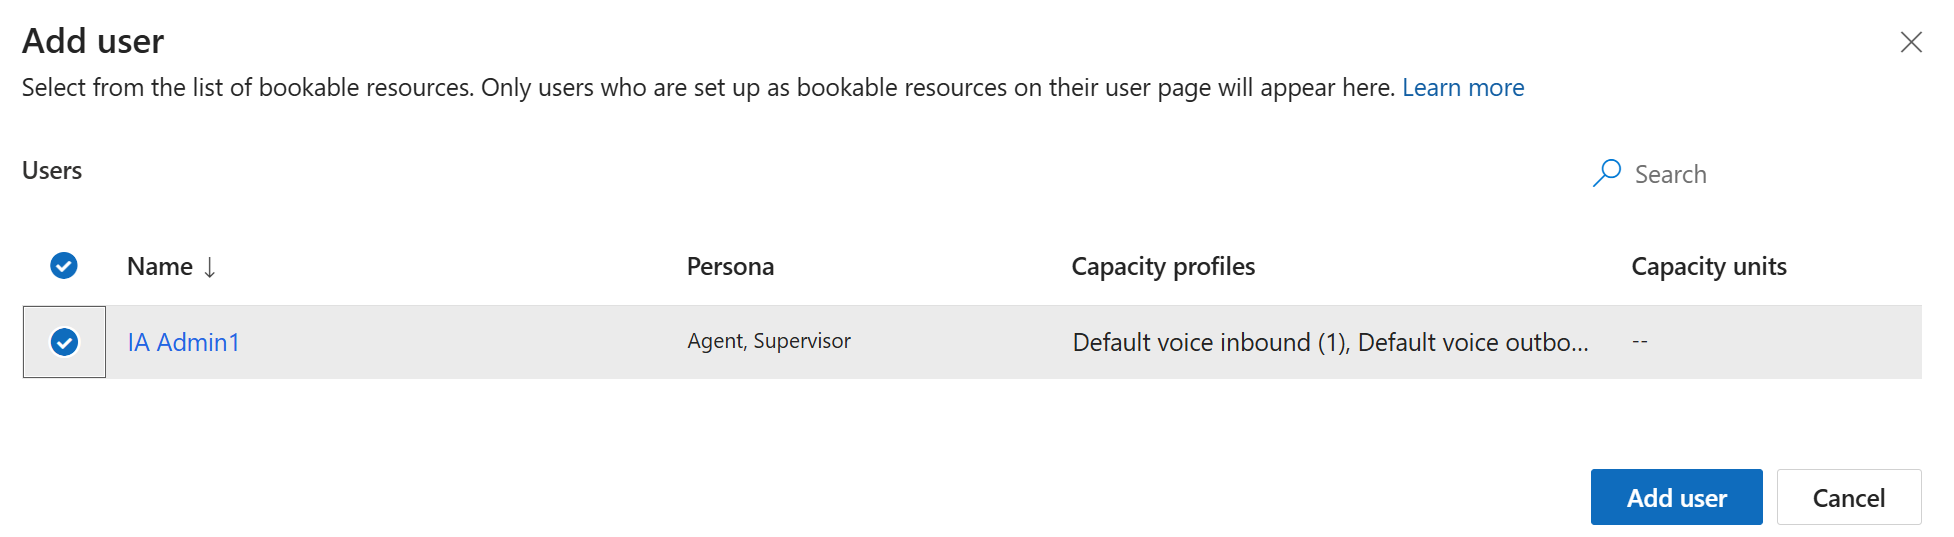 Add user
Select from the list of bookable resources. Only users who are set up as bookable resources on their user page will appear here. Learn more
Users
Search
Name ↓ Persona Capacity profiles Capacity units
IA Admin1 Agent, Supervisor Default voice inbound (1), Default voice outbo... --
Add user Cancel